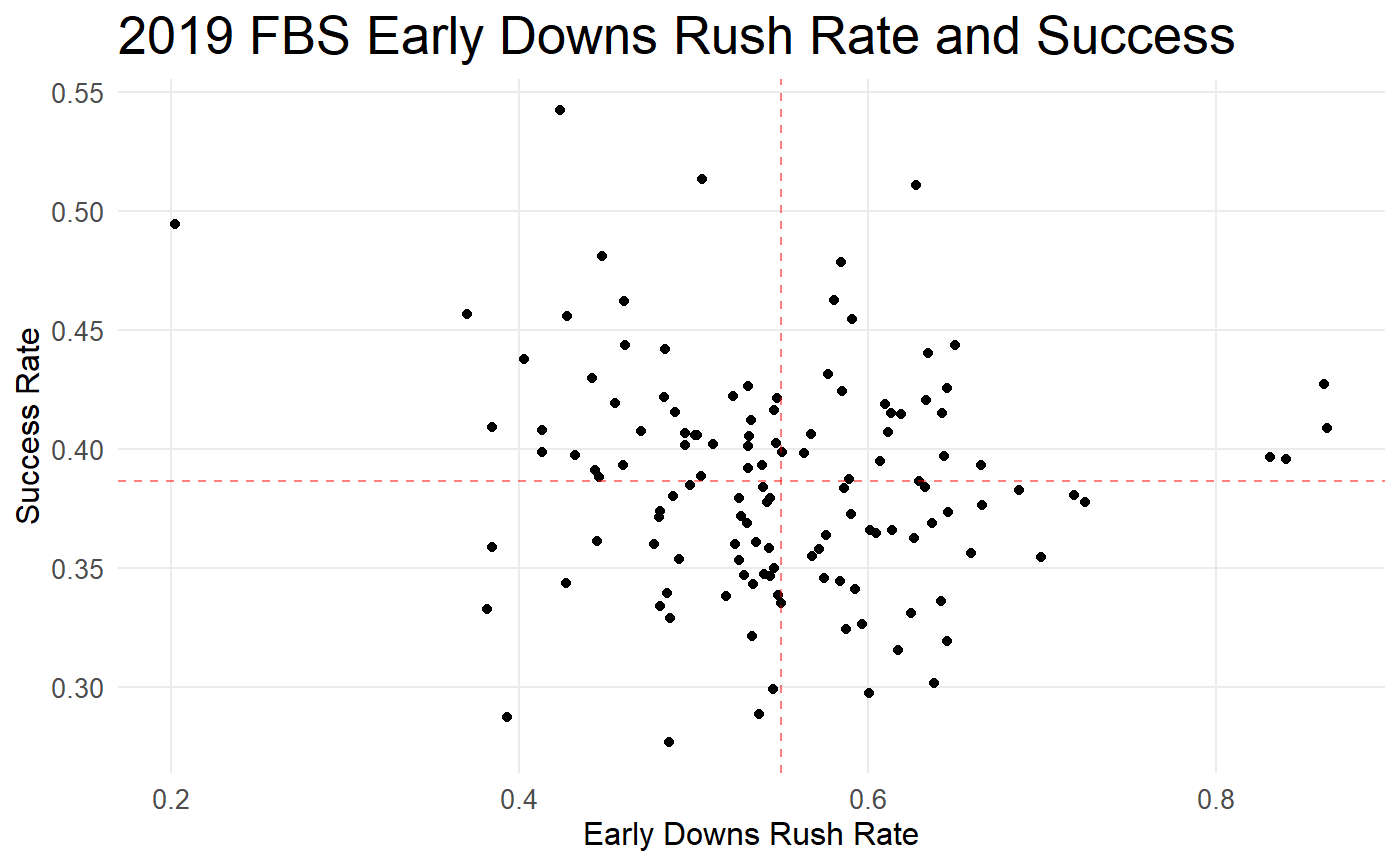 2019 FBS Early Downs Rush Rate and Success
0.55
0.50
0.45
0.40
0.35
0.30
Success Rate
0.2 0.4 0.6 0.8
Early Downs Rush Rate